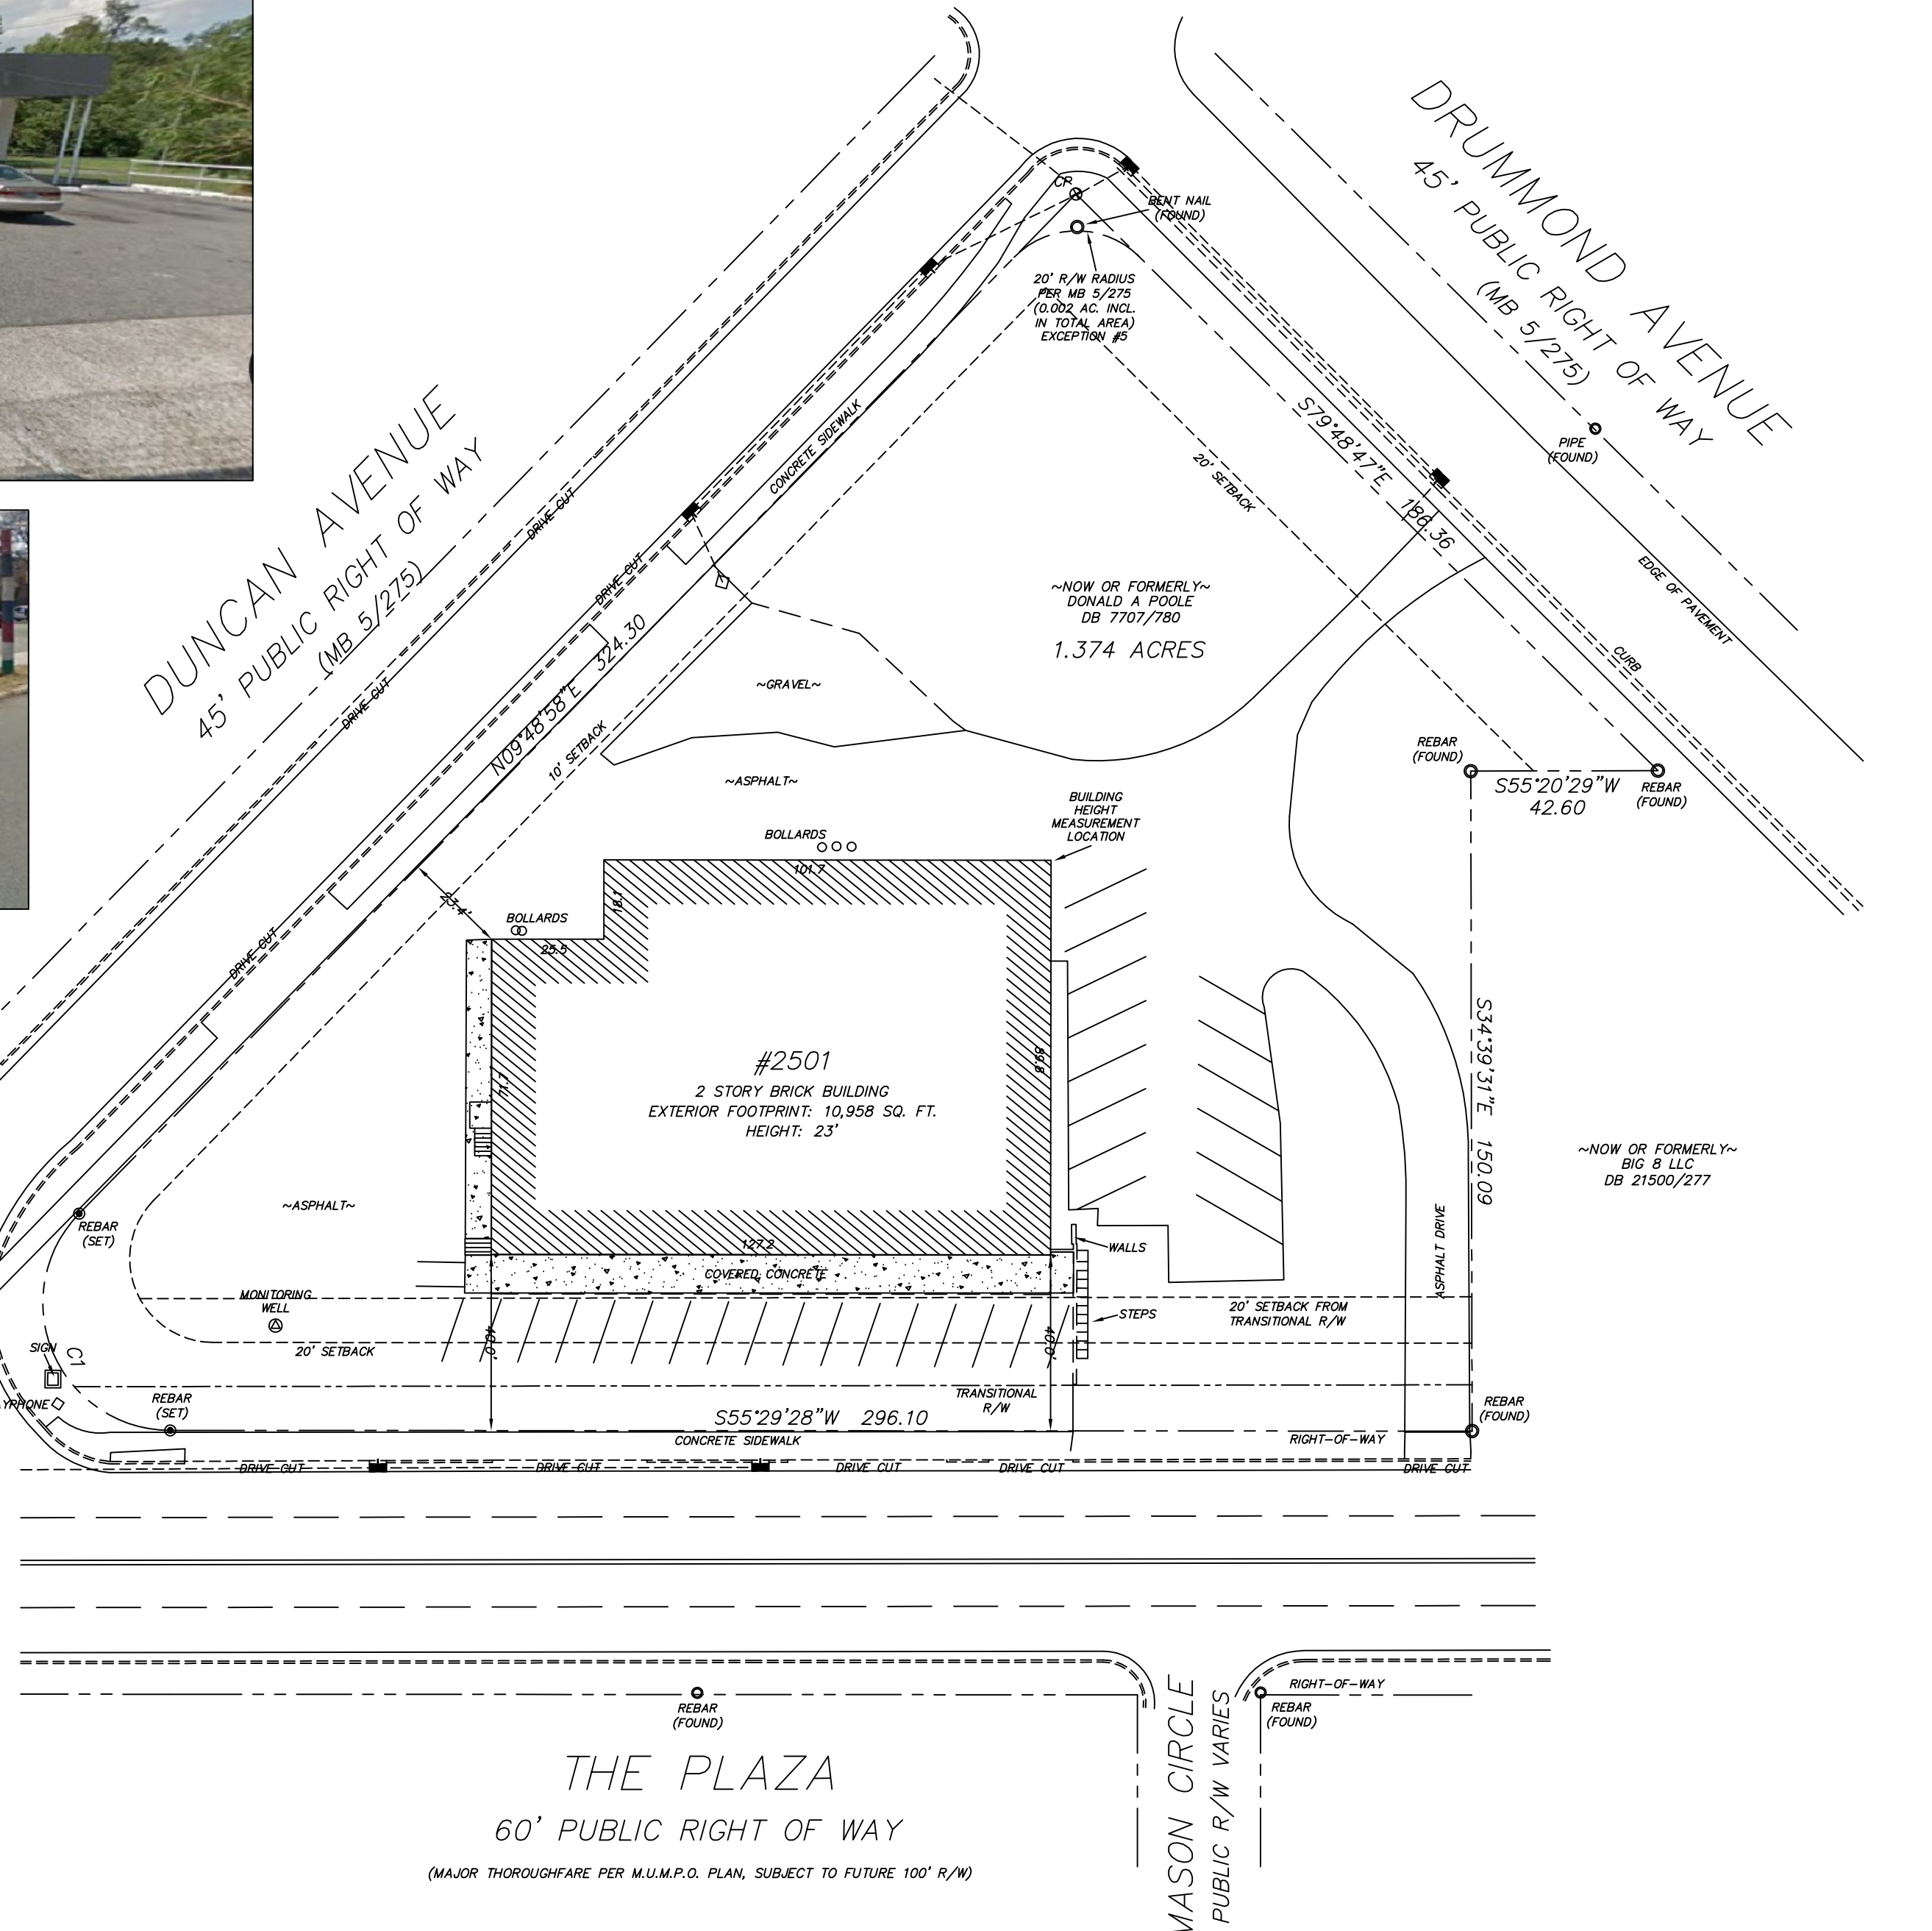 DRUMMOND AVENUE
45' PUBLIC RIGHT OF WAY
(MB 5/275)
CP
BENT NAIL
(FOUND)
20' R/W RADIUS
PER MB 5/275
(0.002 AC. INCL.
IN TOTAL AREA)
EXCEPTION #5
DUNCAN AVENUE
45' PUBLIC RIGHT OF WAY
(MB 5/275)
DRIVE CUT
DRIVE CUT
DRIVE CUT
DRIVE CUT
CONCRETE SIDEWALK
N09°48'58"E 324.30
10' SETBACK
20' SETBACK
S79°48'47"E 186.36
PIPE
(FOUND)
EDGE OF PAVEMENT
CURB
~NOW OR FORMERLY~
DONALD A POOLE
DB 7707/780
1.374 ACRES
~GRAVEL~
~ASPHALT~
REBAR
(FOUND)
S55°20'29"W
42.60
REBAR
(FOUND)
BUILDING
HEIGHT
MEASUREMENT
LOCATION
BOLLARDS
101.7
18.1
23.4'
BOLLARDS
25.5
71.7
89.8
#2501
2 STORY BRICK BUILDING
EXTERIOR FOOTPRINT: 10,958 SQ. FT.
HEIGHT: 23'
S34°39'31"E 150.09
~NOW OR FORMERLY~
BIG 8 LLC
DB 21500/277
~ASPHALT~
REBAR
(SET)
127.2
COVERED CONCRETE
WALLS
STEPS
ASPHALT DRIVE
20' SETBACK FROM
TRANSITIONAL R/W
MONITORING
WELL
20' SETBACK
40.0'
40.0'
SIGN
C1
YPHONE
REBAR
(SET)
TRANSITIONAL
R/W
S55°29'28"W 296.10
CONCRETE SIDEWALK
RIGHT-OF-WAY
REBAR
(FOUND)
DRIVE CUT
DRIVE CUT
DRIVE CUT
DRIVE CUT
DRIVE CUT
REBAR
(FOUND)
RIGHT-OF-WAY
REBAR
(FOUND)
MASON CIRCLE
PUBLIC R/W VARIES
THE PLAZA
60' PUBLIC RIGHT OF WAY
(MAJOR THOROUGHFARE PER M.U.M.P.O. PLAN, SUBJECT TO FUTURE 100' R/W)